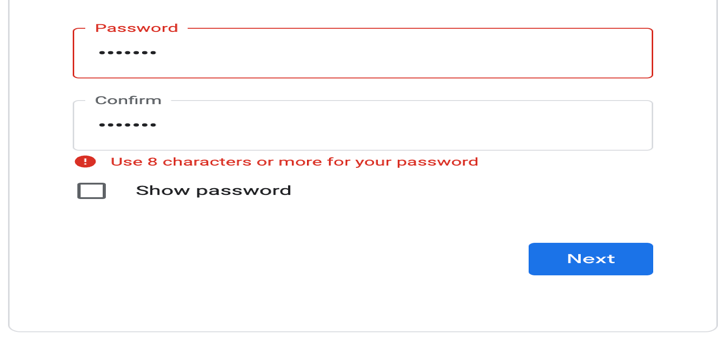 Password
•••••••
Confirm
•••••••
Use 8 characters or more for your password
Show password
Next